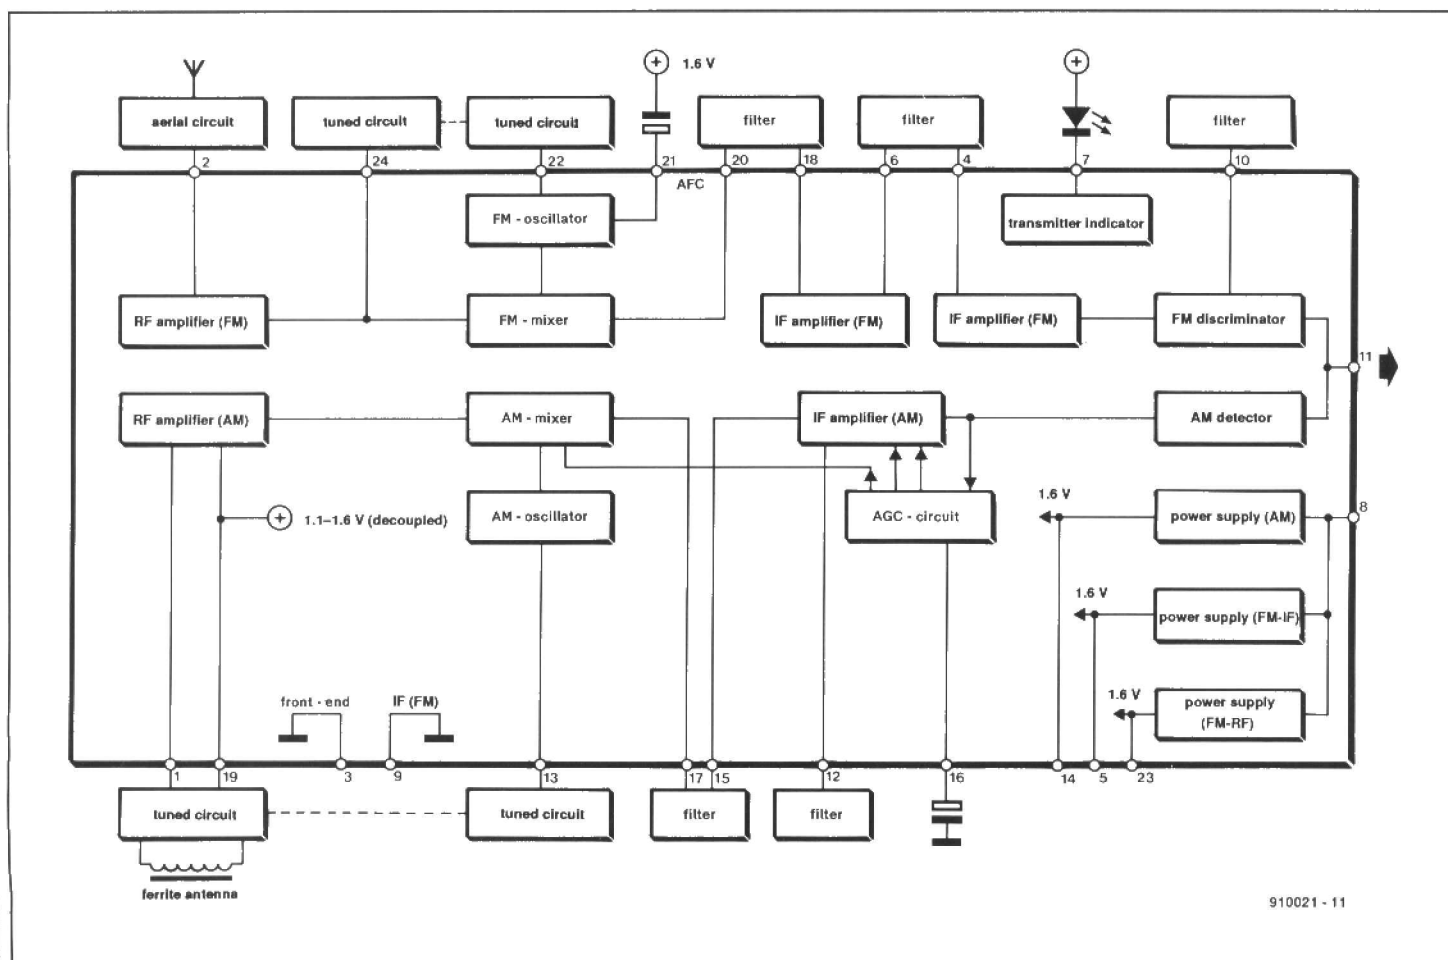 1.6 V
aerial circuit
tuned circuit
tuned circuit
filter
filter
filter
2
24
22
21
20
18
6
4
7
10
AFC
FM - oscillator
transmitter indicator
RF amplifier (FM)
FM - mixer
IF amplifier (FM)
IF amplifier (FM)
FM discriminator
11
RF amplifier (AM)
AM - mixer
IF amplifier (AM)
AM detector
1.1–1.6 V (decoupled)
AM - oscillator
AGC - circuit
1.6 V
power supply (AM)
8
1.6 V
power supply (FM-IF)
front - end
IF (FM)
1.6 V
power supply
(FM-RF)
1
19
3
9
13
17
15
12
16
14
5
23
tuned circuit
tuned circuit
filter
filter
ferrite antenna
910021 - 11